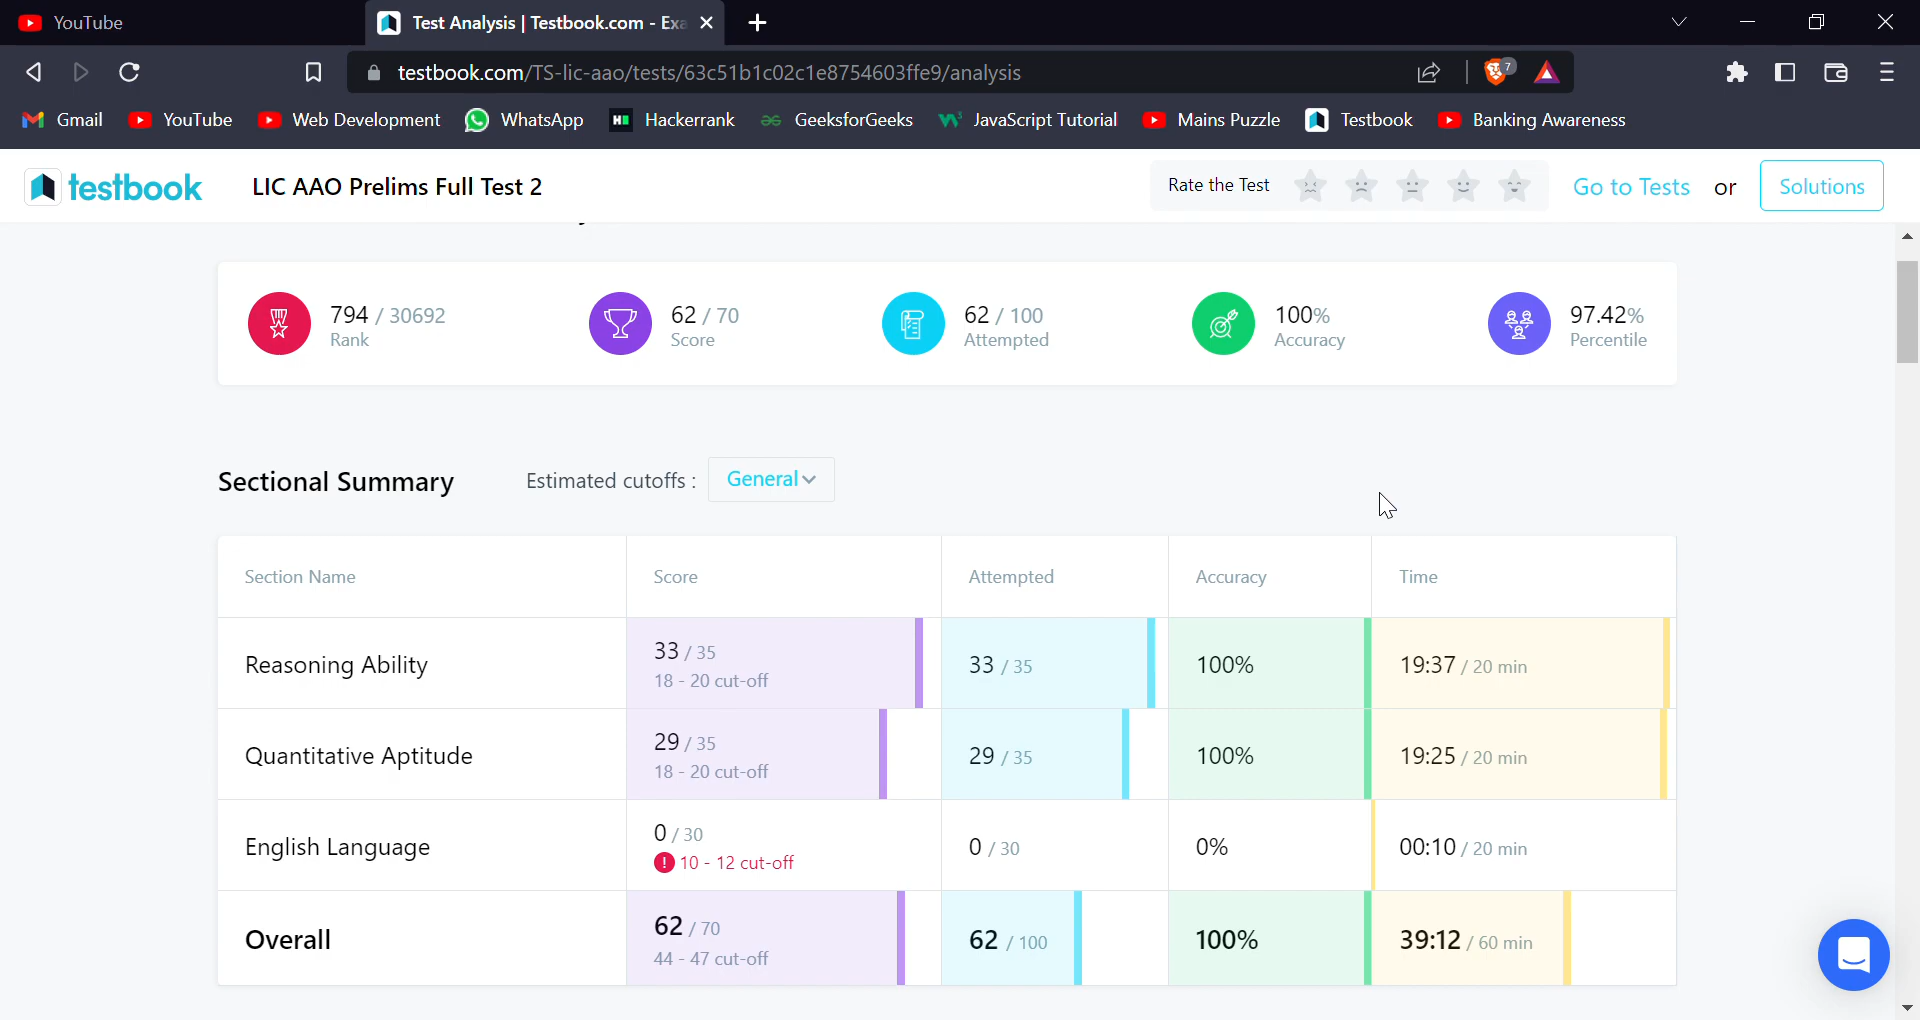 YouTube
Test Analysis | Testbook.com - Exa
testbook.com/TS-lic-aao/tests/63c51b1c02c1e8754603ffe9/analysis
7
Gmail YouTube Web Development WhatsApp Hackerrank GeeksforGeeks JavaScript Tutorial Mains Puzzle Testbook Banking Awareness
testbook
LIC AAO Prelims Full Test 2
Rate the Test
Go to Tests or Solutions
794 / 30692
Rank
62 / 70
Score
62 / 100
Attempted
100%
Accuracy
97.42%
Percentile
Sectional Summary
Estimated cutoffs : General
Section Name Score Attempted Accuracy Time
Reasoning Ability
33 / 35
18 - 20 cut-off
33 / 35
100%
19:37 / 20 min
Quantitative Aptitude
29 / 35
18 - 20 cut-off
29 / 35
100%
19:25 / 20 min
English Language
0 / 30
! 10 - 12 cut-off
0 / 30
0%
00:10 / 20 min
Overall
62 / 70
44 - 47 cut-off
62 / 100
100%
39:12 / 60 min